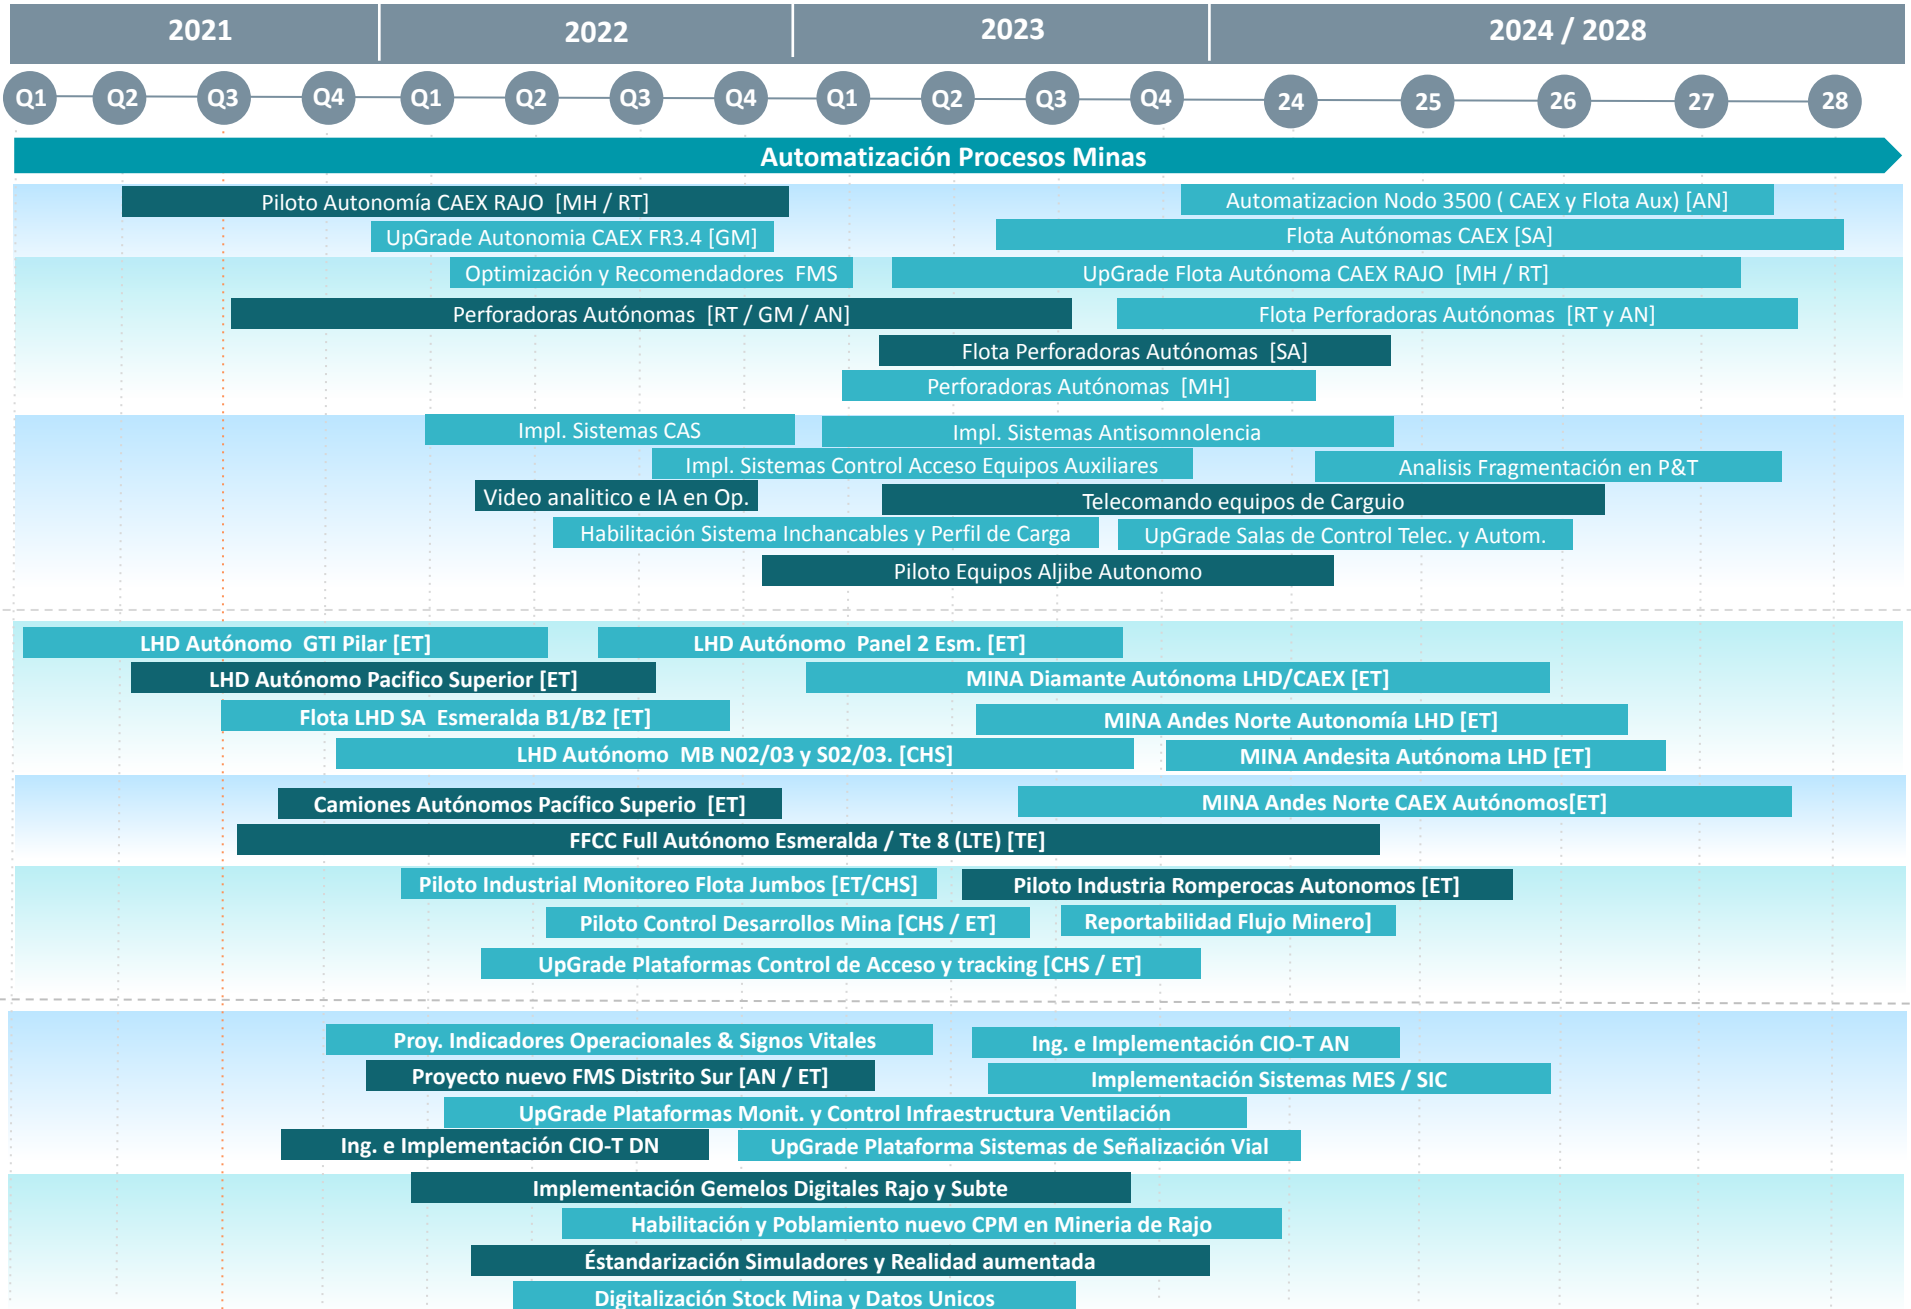 2021
2022
2023
2024 / 2028
Q1 Q2 Q3 Q4 Q1 Q2 Q3 Q4 Q1 Q2 Q3 Q4 24 25 26 27 28
Automatización Procesos Minas
Piloto Autonomía CAEX RAJO [MH / RT]
Automatizacion Nodo 3500 ( CAEX y Flota Aux) [AN]
UpGrade Autonomia CAEX FR3.4 [GM]
Flota Autónomas CAEX [SA]
Optimización y Recomendadores FMS
UpGrade Flota Autónoma CAEX RAJO [MH / RT]
Perforadoras Autónomas [RT / GM / AN]
Flota Perforadoras Autónomas [RT y AN]
Flota Perforadoras Autónomas [SA]
Perforadoras Autónomas [MH]
Impl. Sistemas CAS
Impl. Sistemas Antisomnolencia
Impl. Sistemas Control Acceso Equipos Auxiliares
Analisis Fragmentación en P&T
Video analitico e IA en Op.
Telecomando equipos de Carguio
Habilitación Sistema Inchancables y Perfil de Carga
UpGrade Salas de Control Telec. y Autom.
Piloto Equipos Aljibe Autonomo
LHD Autónomo GTI Pilar [ET]
LHD Autónomo Panel 2 Esm. [ET]
LHD Autónomo Pacifico Superior [ET]
MINA Diamante Autónoma LHD/CAEX [ET]
Flota LHD SA Esmeralda B1/B2 [ET]
MINA Andes Norte Autonomía LHD [ET]
LHD Autónomo MB N02/03 y S02/03. [CHS]
MINA Andesita Autónoma LHD [ET]
Camiones Autónomos Pacífico Superio [ET]
MINA Andes Norte CAEX Autónomos[ET]
FFCC Full Autónomo Esmeralda / Tte 8 (LTE) [TE]
Piloto Industrial Monitoreo Flota Jumbos [ET/CHS]
Piloto Industria Romperocas Autonomos [ET]
Piloto Control Desarrollos Mina [CHS / ET]
Reportabilidad Flujo Minero]
UpGrade Plataformas Control de Acceso y tracking [CHS / ET]
Proy. Indicadores Operacionales & Signos Vitales
Ing. e Implementación CIO-T AN
Proyecto nuevo FMS Distrito Sur [AN / ET]
Implementación Sistemas MES / SIC
UpGrade Plataformas Monit. y Control Infraestructura Ventilación
Ing. e Implementación CIO-T DN
UpGrade Plataforma Sistemas de Señalización Vial
Implementación Gemelos Digitales Rajo y Subte
Habilitación y Poblamiento nuevo CPM en Mineria de Rajo
Éstandarización Simuladores y Realidad aumentada
Digitalización Stock Mina y Datos Unicos